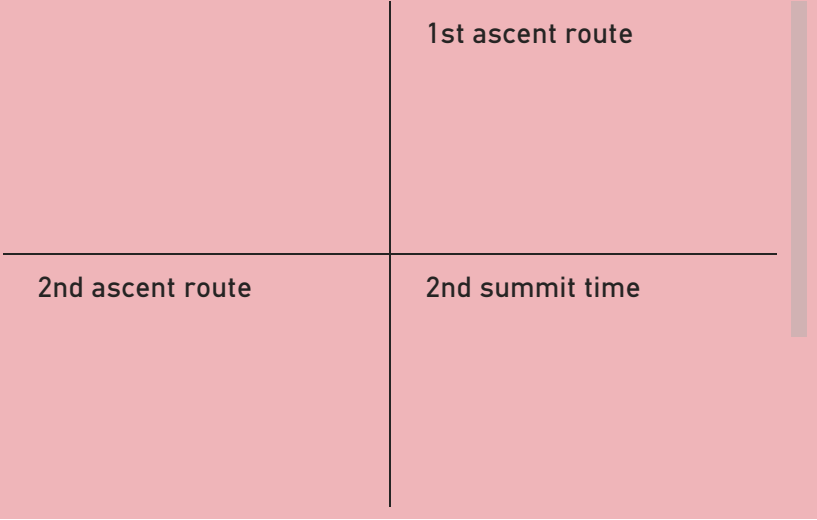 1st ascent route
2nd ascent route
2nd summit time